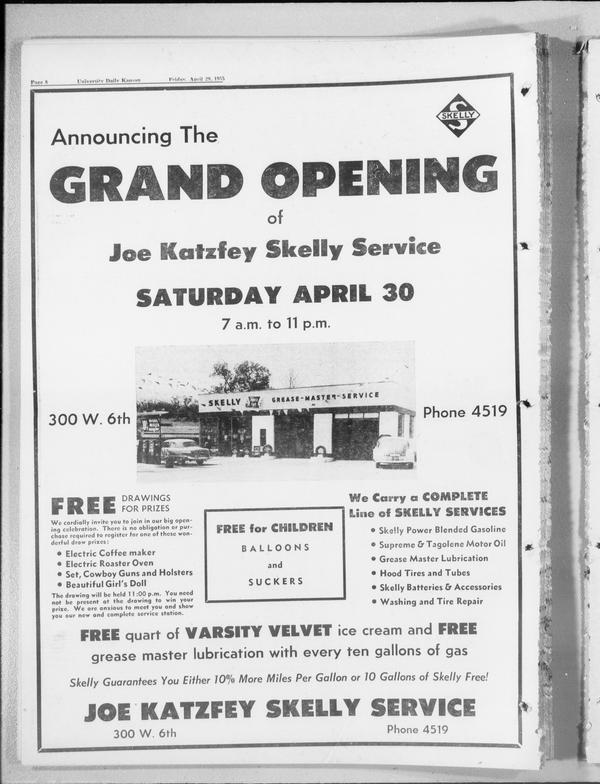 Page 8 University Daily Kansan Friday, April 29, 1955
SKELLY
S
Announcing The
GRAND OPENING
of
Joe Katzfey Skelly Service
SATURDAY APRIL 30
7 a.m. to 11 p.m.
SKELLY GREASE-MASTER-SERVICE
300 W. 6th
Phone 4519
FREE DRAWINGS
FOR PRIZES
We cordially invite you to join in our big open-
ing celebration. There is no obligation or pur-
chase required to register for one of these won-
derful draw prizes:
• Electric Coffee maker
• Electric Roaster Oven
• Set, Cowboy Guns and Holsters
• Beautiful Girl's Doll
The drawing will be held 11:00 p.m. You need
not be present at the drawing to win your
prize. We are anxious to meet you and show
you our new and complete service station.
FREE for CHILDREN
BALLOONS
and
SUCKERS
We Carry a COMPLETE
Line of SKELLY SERVICES
• Skelly Power Blended Gasoline
• Supreme & Tagolene Motor Oil
• Grease Master Lubrication
• Hood Tires and Tubes
• Skelly Batteries & Accessories
• Washing and Tire Repair
FREE quart of VARSITY VELVET ice cream and FREE
grease master lubrication with every ten gallons of gas
Skelly Guarantees You Either 10% More Miles Per Gallon or 10 Gallons of Skelly Free!
JOE KATZFEY SKELLY SERVICE
300 W. 6th Phone 4519